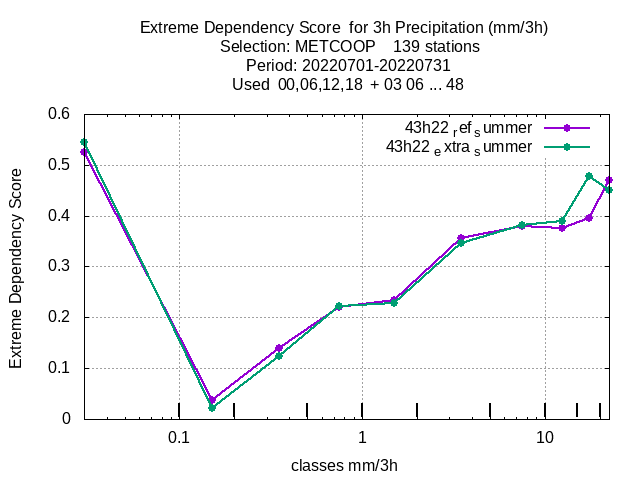 Extreme Dependency Score  for 3h Precipitation (mm/3h)
Selection: METCOOP    139 stations
Period: 20220701-20220731
Used  00,06,12,18  + 03 06 ... 48
43h22 ref summer
43h22 extra summer
Extreme Dependency Score
0.6
0.5
0.4
0.3
0.2
0.1
0
0.1
1
10
classes mm/3h